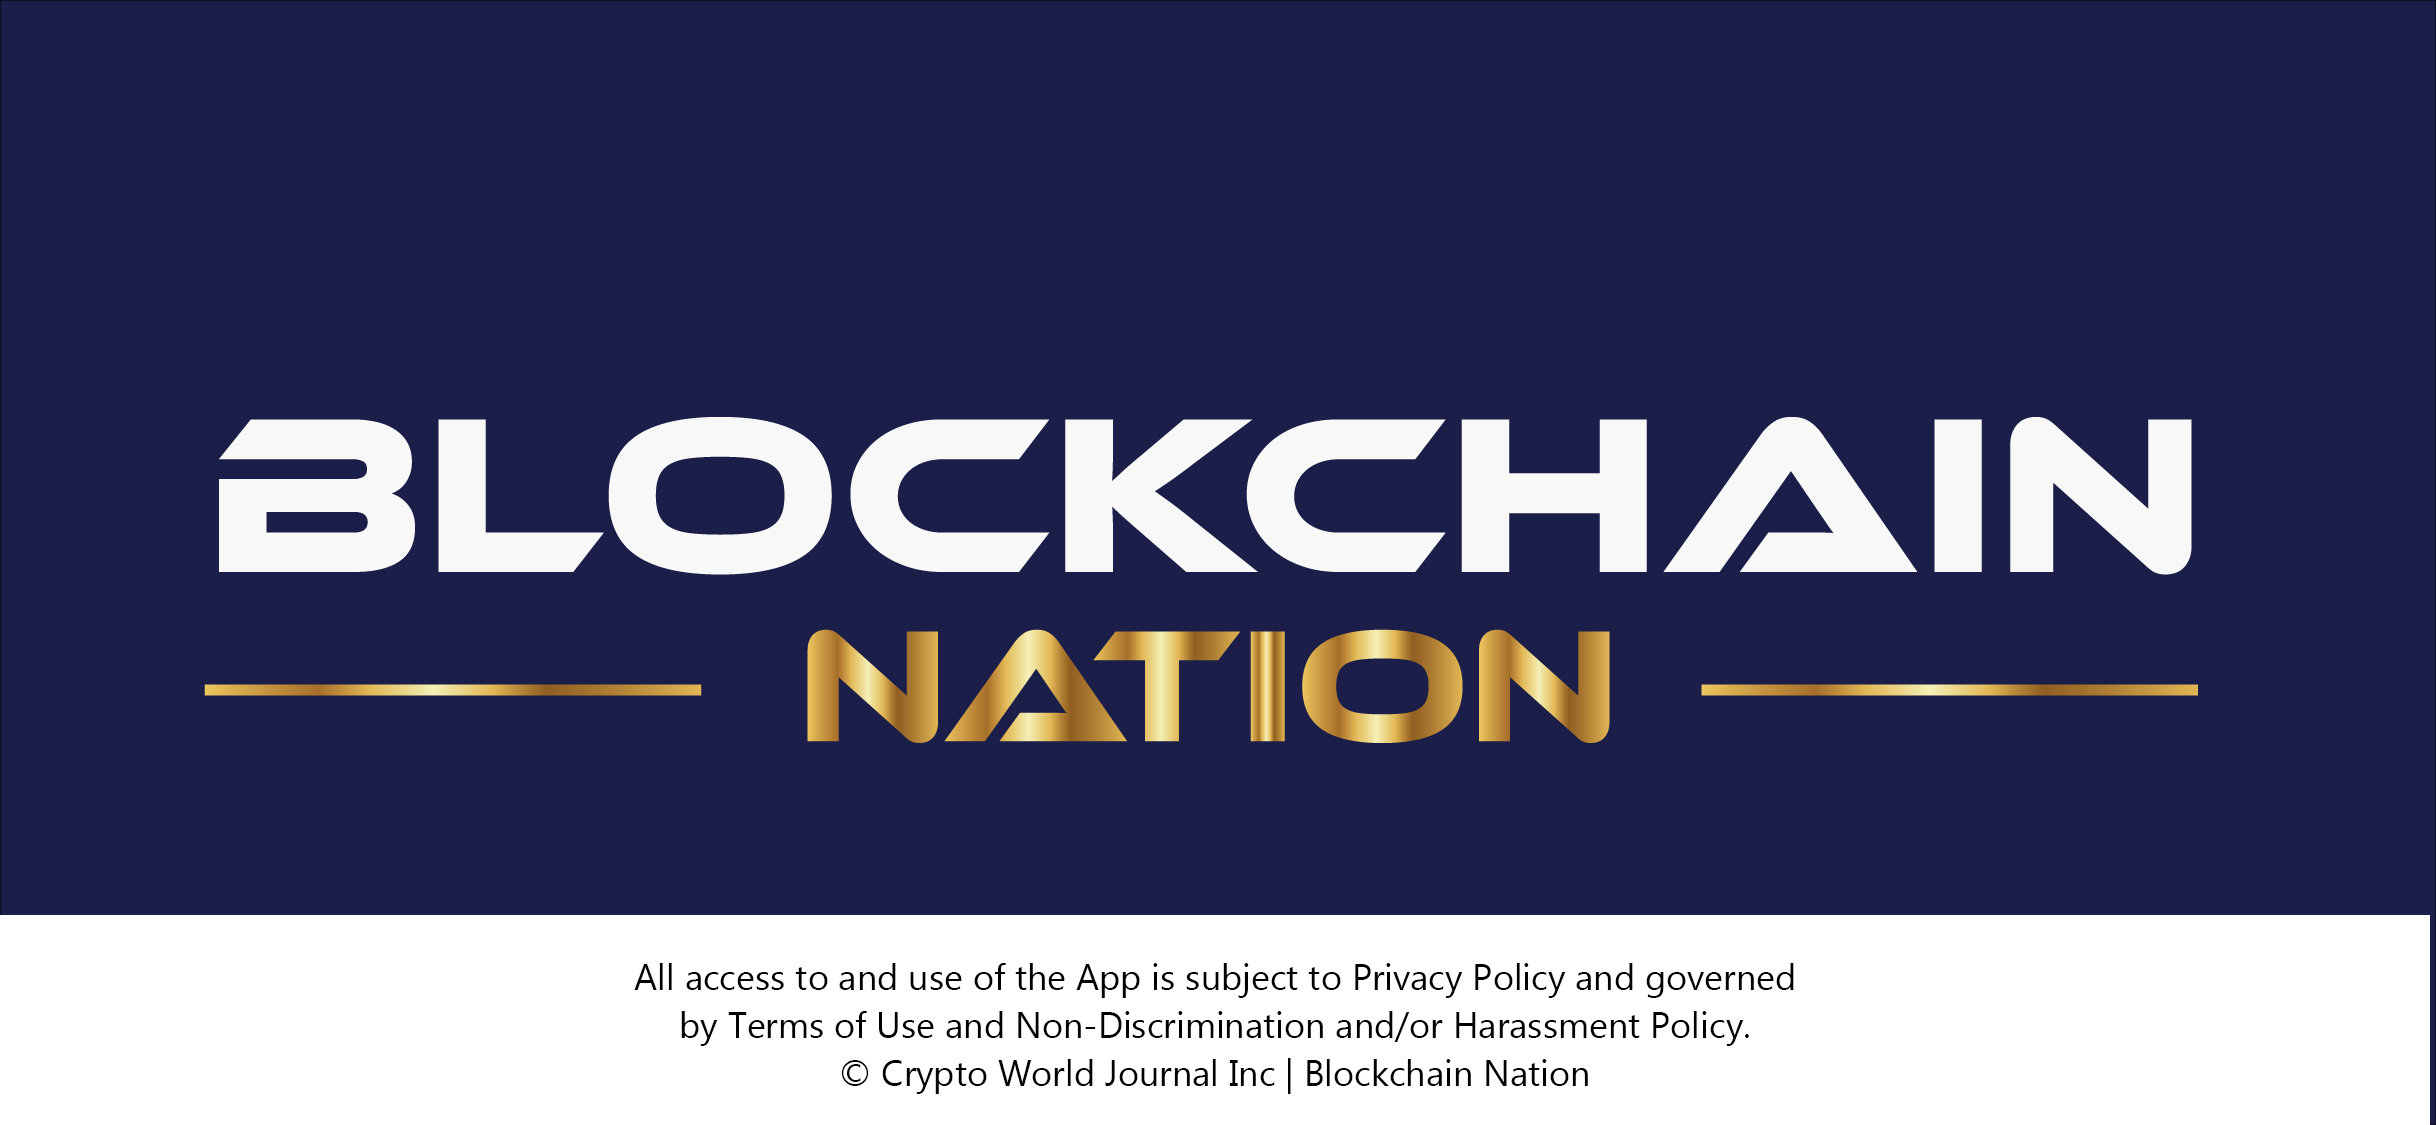 BLOCKCHAIN
NATION
All access to and use of the App is subject to Privacy Policy and governed
by Terms of Use and Non-Discrimination and/or Harassment Policy.
© Crypto World Journal Inc | Blockchain Nation